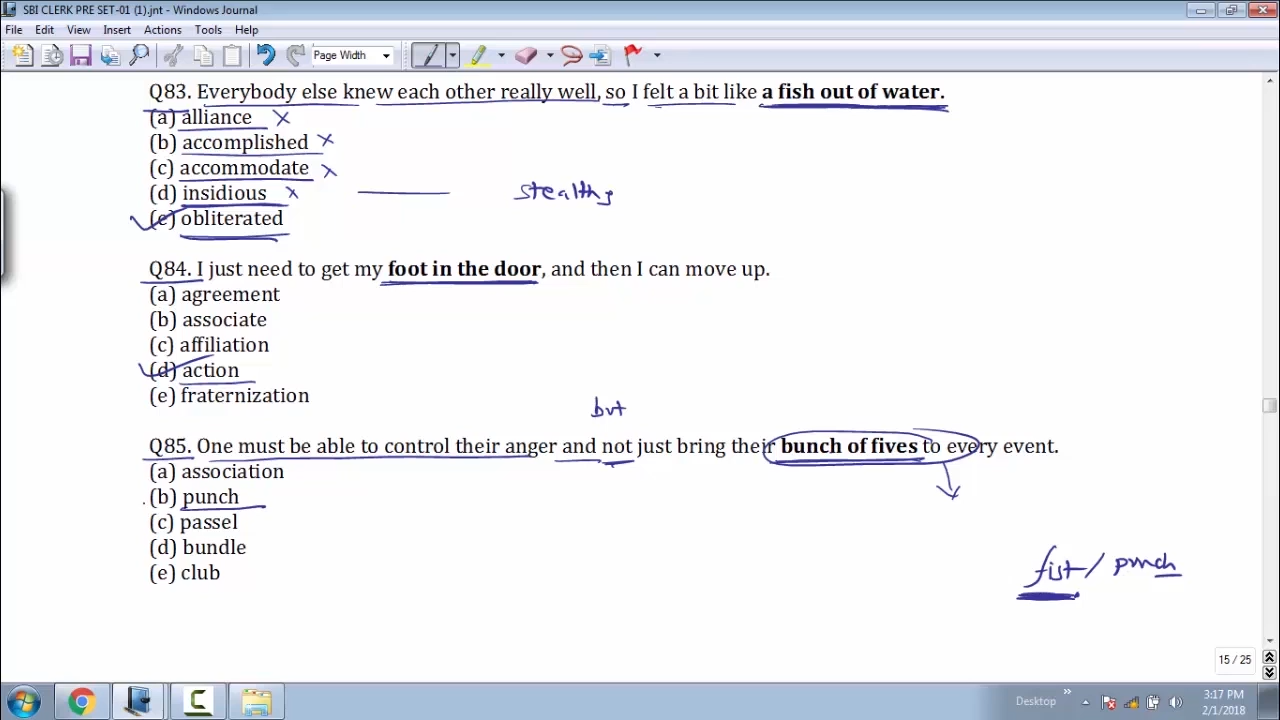 SBI CLERK PRE SET-01 (1).jnt - Windows Journal
File Edit View Insert Actions Tools Help
Page Width
Q83. Everybody else knew each other really well, so I felt a bit like a fish out of water.
(a) alliance x
(b) accomplished x
(c) accommodate x
(d) insidious x stealthy
(e) obliterated
Q84. I just need to get my foot in the door, and then I can move up.
(a) agreement
(b) associate
(c) affiliation
(d) action
(e) fraternization
but
Q85. One must be able to control their anger and not just bring their bunch of fives to every event.
(a) association
(b) punch
(c) passel
(d) bundle
(e) club
fist / punch
15 / 25
Desktop
3:17 PM
2/1/2018